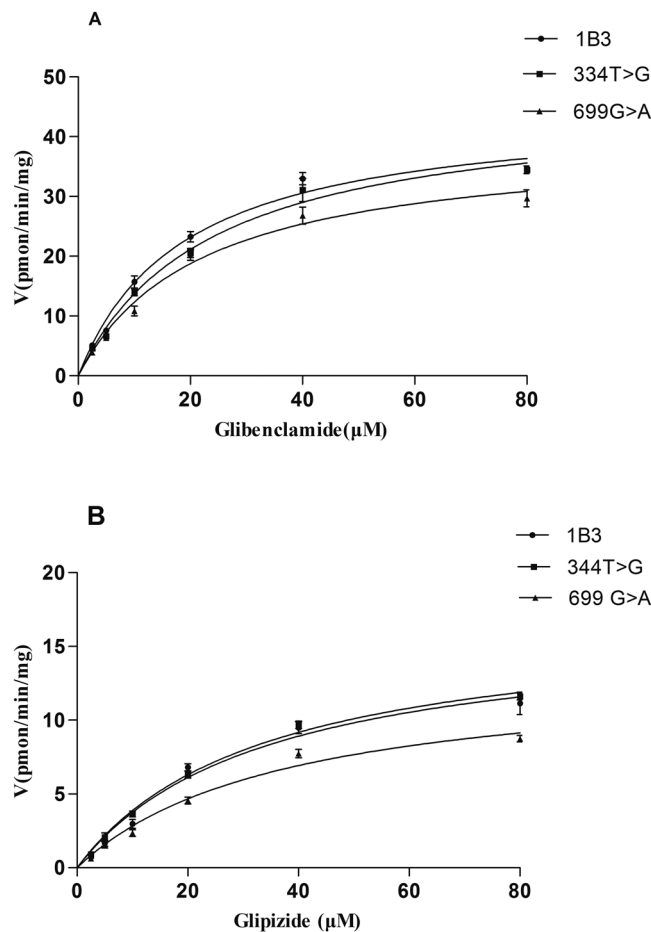 A
1B3
334T>G
699G>A
50
40
30
20
10
0
V(pmon/min/mg)
0 20 40 60 80
Glibenclamide(μM)
B
1B3
344T>G
699 G>A
20
15
10
5
0
V(pmon/min/mg)
0 20 40 60 80
Glipizide (μM)